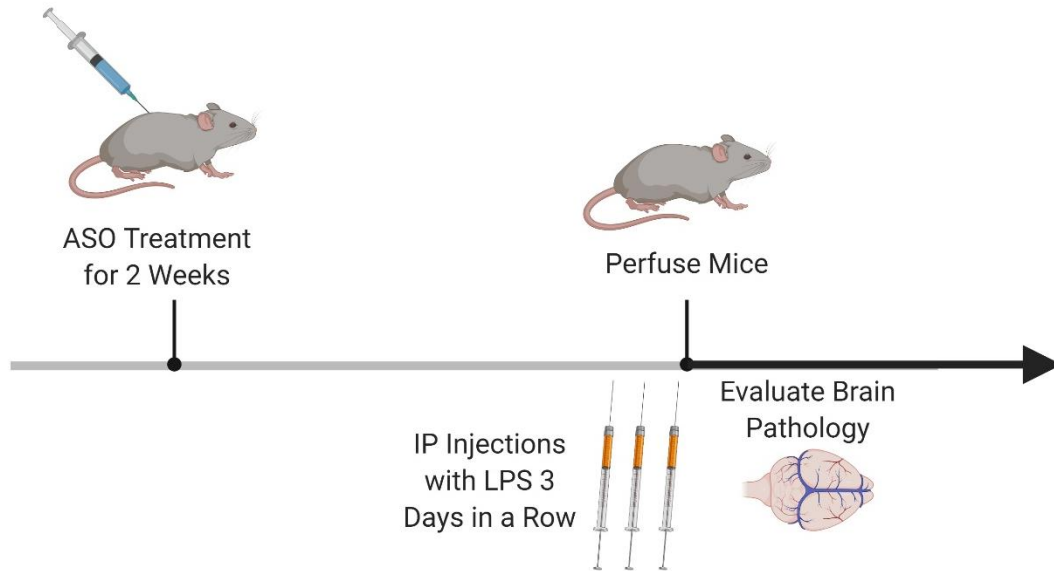 ASO Treatment
for 2 Weeks
Perfuse Mice
IP Injections
with LPS 3
Days in a Row
Evaluate Brain
Pathology